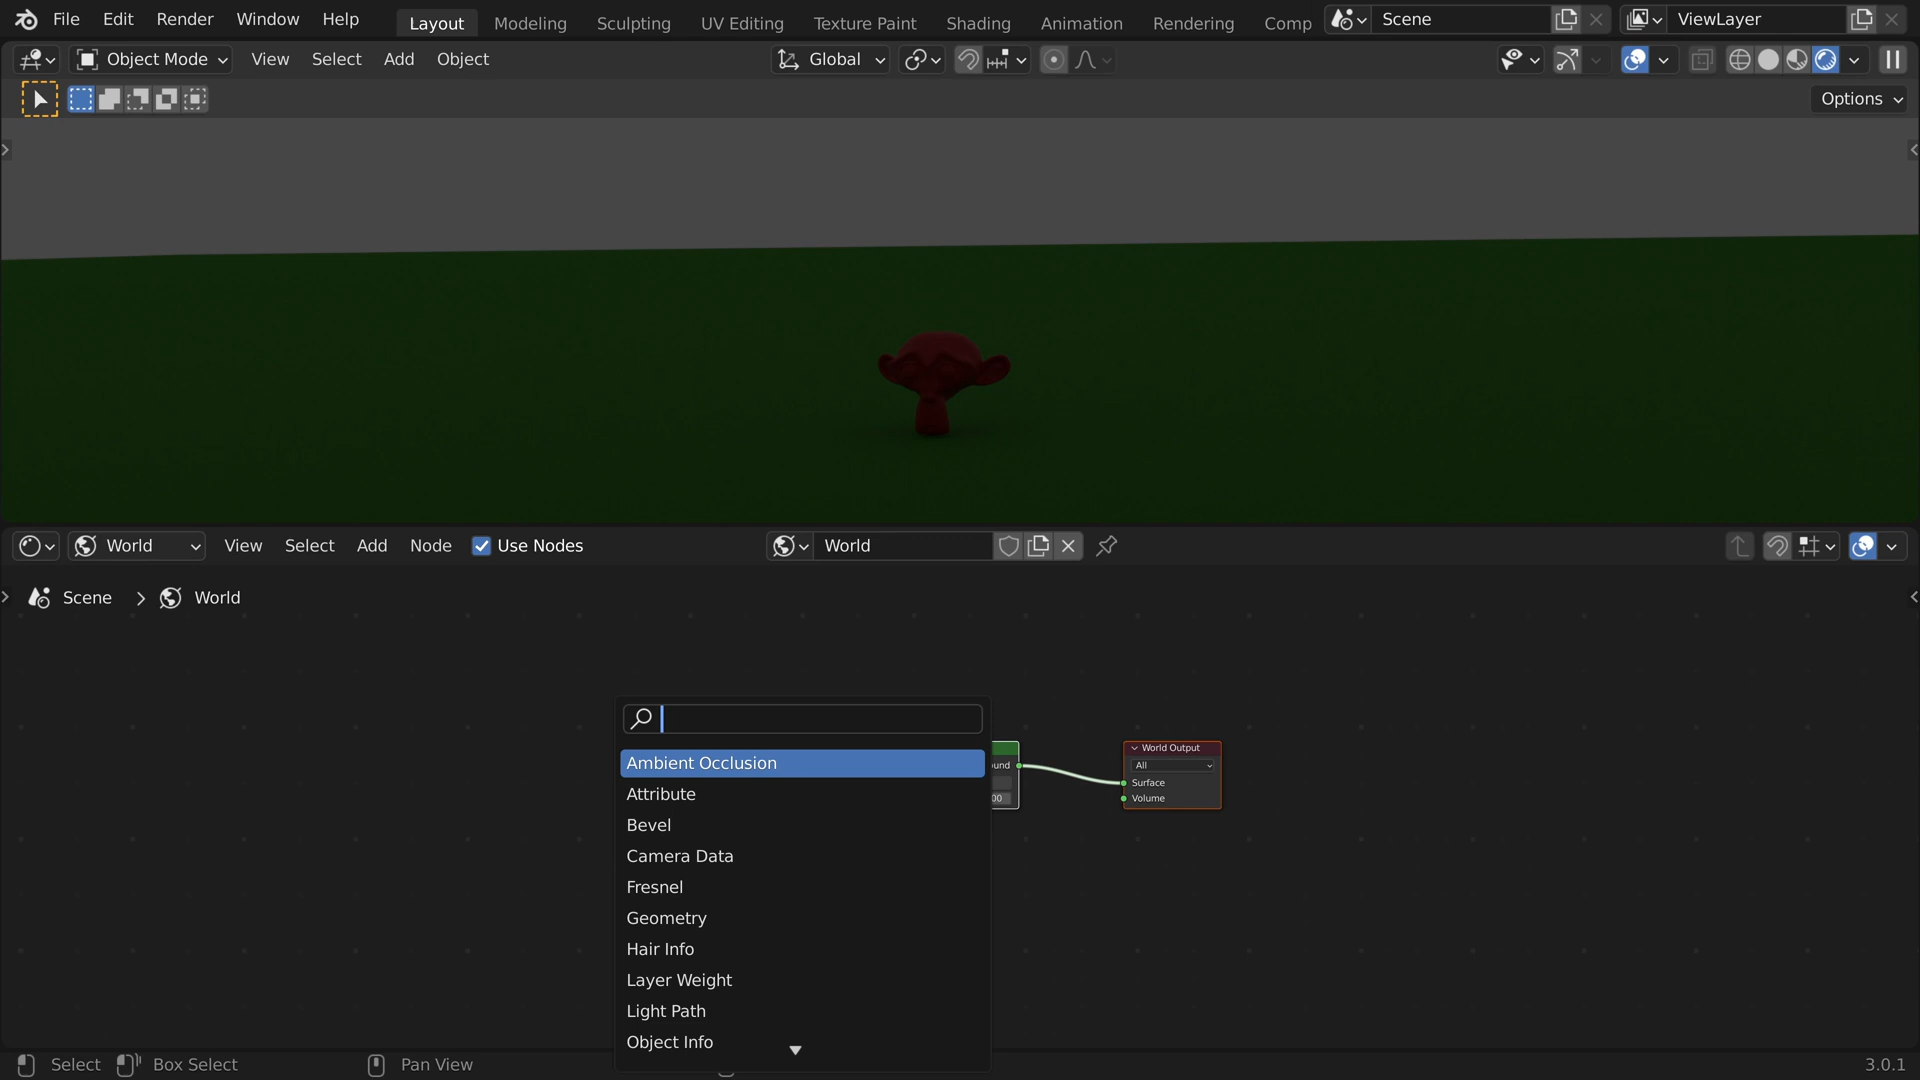 File Edit Render Window Help Layout Modeling Sculpting UV Editing Texture Paint Shading Animation Rendering Comp Scene ViewLayer
Object Mode View Select Add Object Global
Options
World View Select Add Node Use Nodes World
Scene World
Ambient Occlusion
Attribute
Bevel
Camera Data
Fresnel
Geometry
Hair Info
Layer Weight
Light Path
Object Info
und
00
World Output
All
Surface
Volume
Select Box Select Pan View 3.0.1